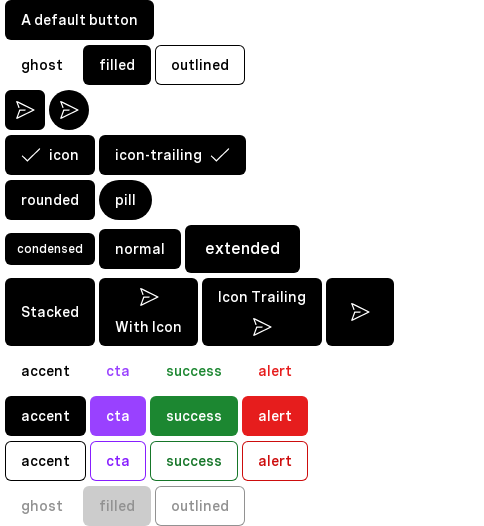 A default button
ghost filled outlined
icon icon-trailing
rounded pill
condensed normal extended
Stacked With Icon Icon Trailing
accent cta success alert
accent cta success alert
accent cta success alert
ghost filled outlined